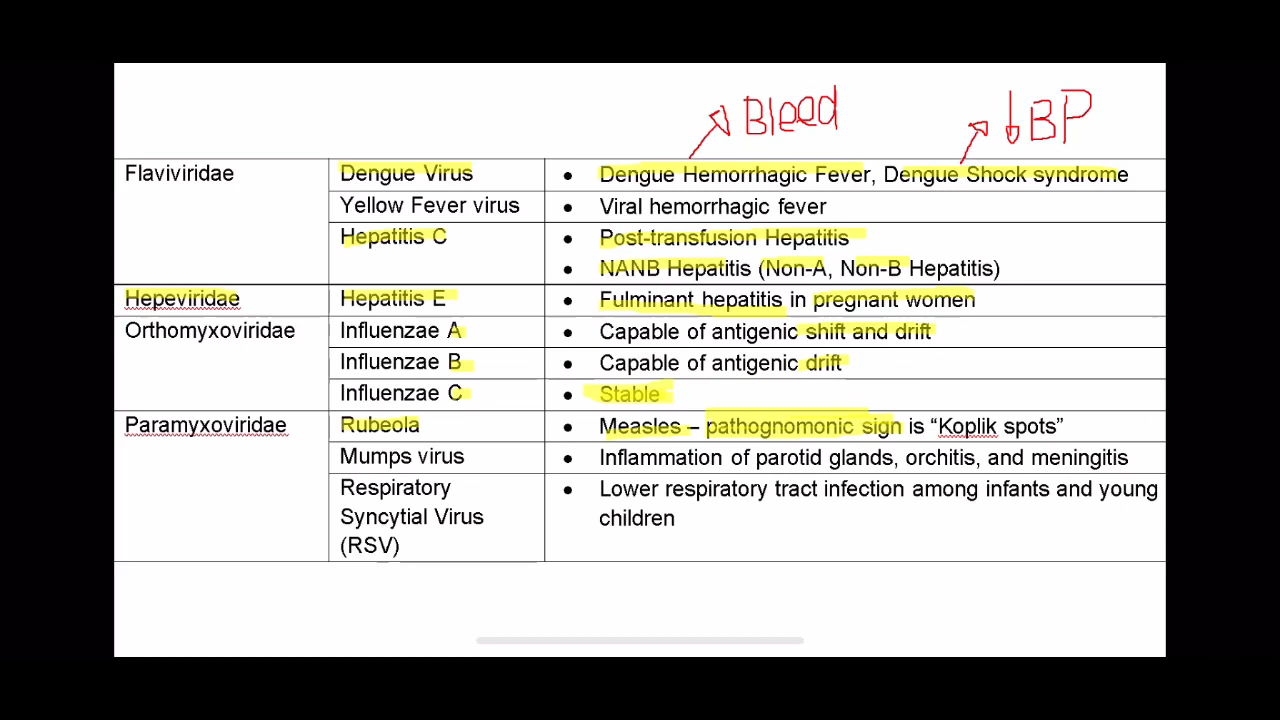 Bleed
↓BP
Flaviviridae
Dengue Virus
• Dengue Hemorrhagic Fever, Dengue Shock syndrome
Yellow Fever virus
• Viral hemorrhagic fever
Hepatitis C
• Post-transfusion Hepatitis
• NANB Hepatitis (Non-A, Non-B Hepatitis)
Hepeviridae
Hepatitis E
• Fulminant hepatitis in pregnant women
Orthomyxoviridae
Influenzae A
• Capable of antigenic shift and drift
Influenzae B
• Capable of antigenic drift
Influenzae C
• Stable
Paramyxoviridae
Rubeola
• Measles – pathognomonic sign is “Koplik spots”
Mumps virus
• Inflammation of parotid glands, orchitis, and meningitis
Respiratory
Syncytial Virus
(RSV)
• Lower respiratory tract infection among infants and young
children